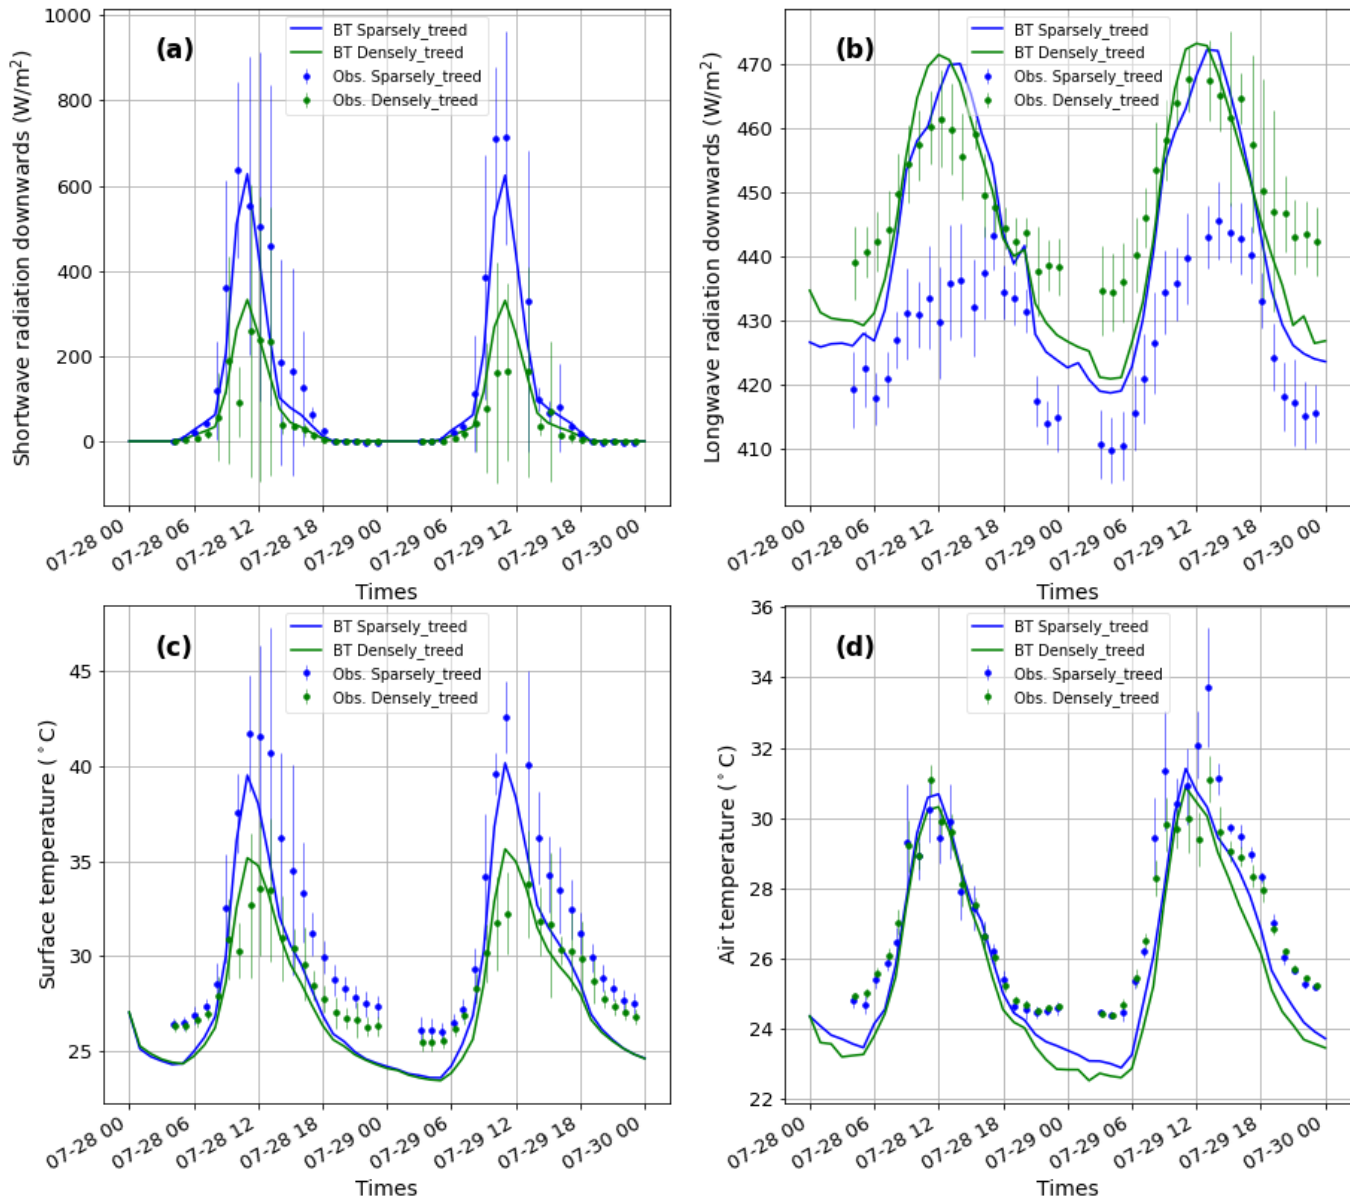 (a)
BT Sparsely_treed
BT Densely_treed
Obs. Sparsely_treed
Obs. Densely_treed
Shortwave radiation downwards (W/m²)
1000
800
600
400
200
0
07-28 00
07-28 06
07-28 12
07-28 18
07-29 00
07-29 06
07-29 12
07-29 18
07-30 00
Times
(b)
BT Sparsely_treed
BT Densely_treed
Obs. Sparsely_treed
Obs. Densely_treed
Longwave radiation downwards (W/m²)
470
460
450
440
430
420
410
07-28 00
07-28 06
07-28 12
07-28 18
07-29 00
07-29 06
07-29 12
07-29 18
07-30 00
Times
(c)
BT Sparsely_treed
BT Densely_treed
Obs. Sparsely_treed
Obs. Densely_treed
Surface temperature (°C)
45
40
35
30
25
07-28 00
07-28 06
07-28 12
07-28 18
07-29 00
07-29 06
07-29 12
07-29 18
07-30 00
Times
(d)
BT Sparsely_treed
BT Densely_treed
Obs. Sparsely_treed
Obs. Densely_treed
Air temperature (°C)
36
34
32
30
28
26
24
22
07-28 00
07-28 06
07-28 12
07-28 18
07-29 00
07-29 06
07-29 12
07-29 18
07-30 00
Times